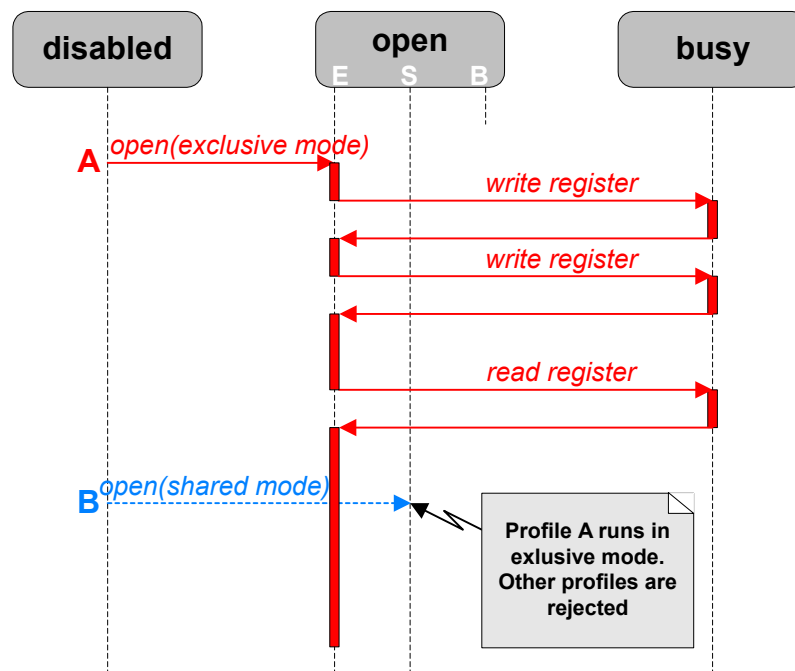 disabled
open
busy
E S B
open(exclusive mode)
A
write register
write register
read register
open(shared mode)
B
Profile A runs in
exlusive mode.
Other profiles are
rejected